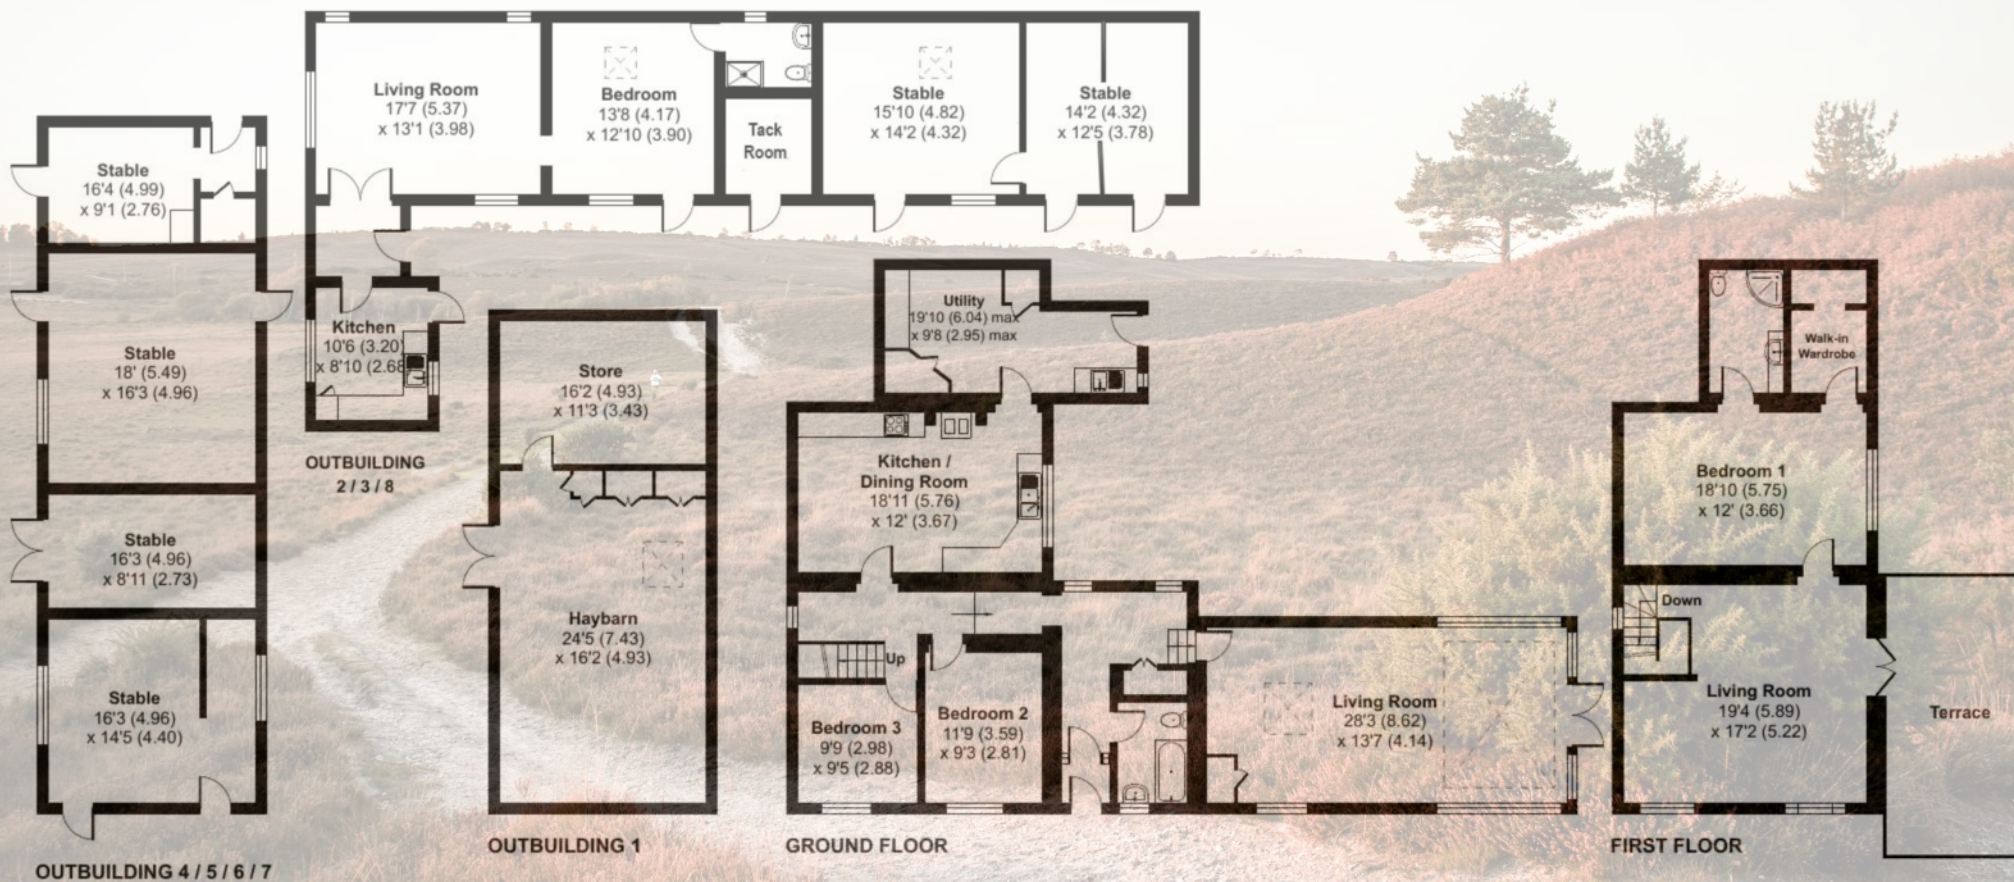 Living Room
17'7 (5.37)
x 13'1 (3.98)
Bedroom
13'8 (4.17)
x 12'10 (3.90)
Tack
Room
Stable
15'10 (4.82)
x 14'2 (4.32)
Stable
14'2 (4.32)
x 12'5 (3.78)
Kitchen
10'6 (3.20)
x 8'10 (2.68
OUTBUILDING
2 / 3 / 8
Stable
16'4 (4.99)
x 9'1 (2.76)
Stable
18' (5.49)
x 16'3 (4.96)
Stable
16'3 (4.96)
x 8'11 (2.73)
Stable
16'3 (4.96)
x 14'5 (4.40)
OUTBUILDING 4 / 5 / 6 / 7
Store
16'2 (4.93)
x 11'3 (3.43)
Haybarn
24'5 (7.43)
x 16'2 (4.93)
OUTBUILDING 1
Utility
19'10 (6.04) max
x 9'8 (2.95) max
Kitchen /
Dining Room
18'11 (5.76)
x 12' (3.67)
Up
Bedroom 3
9'9 (2.98)
x 9'5 (2.88)
Bedroom 2
11'9 (3.59)
x 9'3 (2.81)
Living Room
28'3 (8.62)
x 13'7 (4.14)
GROUND FLOOR
Walk-in
Wardrobe
Bedroom 1
18'10 (5.75)
x 12' (3.66)
Down
Living Room
19'4 (5.89)
x 17'2 (5.22)
Terrace
FIRST FLOOR